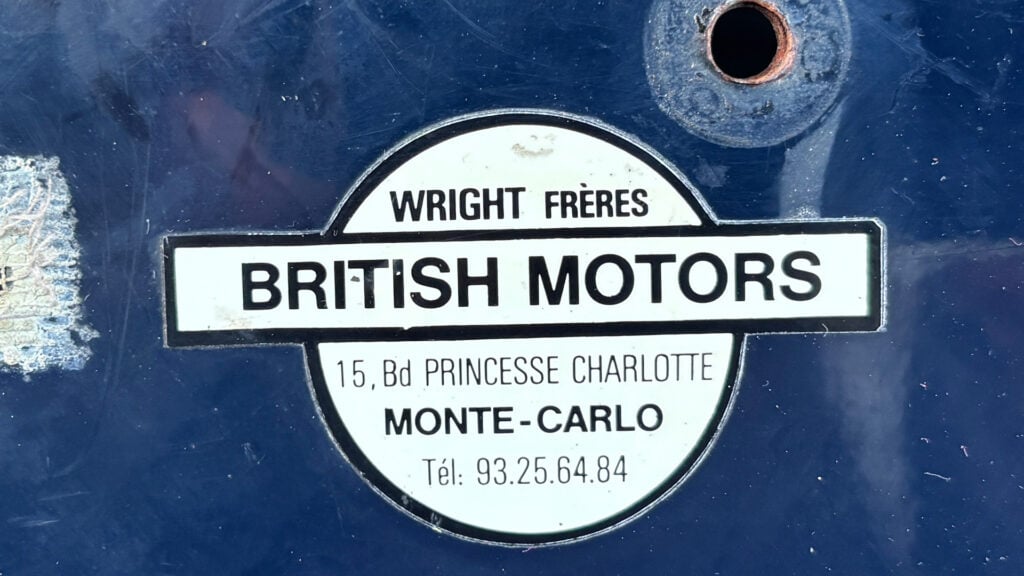 WRIGHT FRÈRES
BRITISH MOTORS
15, Bd PRINCESSE CHARLOTTE
MONTE-CARLO
Tél: 93.25.64.84